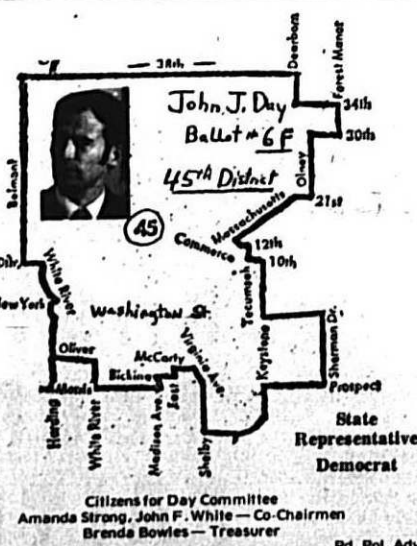 38th
Dearborn
Forest Manor
John J. Day
34th
Ballot # 6 F
30th
Olney
45th District
Belmont
21st
Massachusetts
45
Commerce
12th
10th
White River
Tecumseh
New York
Washington St.
Sherman Dr.
Oliver
McCarty
Virginia Ave.
Keystone
Bicking
East
Prospect
Morris
Harding
White River
Madison Ave.
Shelby
State
Representative
Democrat
Citizens for Day Committee
Amanda Strong, John F. White — Co-Chairmen
Brenda Bowles — Treasurer
Pd. Pol. Adv